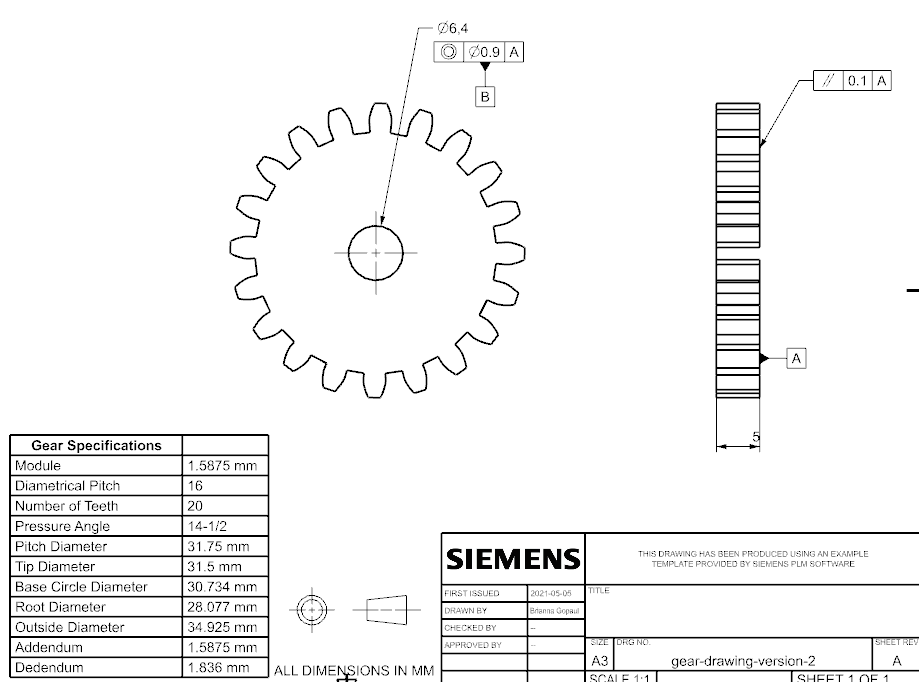 Ø6,4
◎ Ø0.9 A
B
// 0.1 A
A
5
Gear Specifications
Module 1.5875 mm
Diametrical Pitch 16
Number of Teeth 20
Pressure Angle 14-1/2
Pitch Diameter 31.75 mm
Tip Diameter 31.5 mm
Base Circle Diameter 30.734 mm
Root Diameter 28.077 mm
Outside Diameter 34.925 mm
Addendum 1.5875 mm
Dedendum 1.836 mm
ALL DIMENSIONS IN MM
SIEMENS
THIS DRAWING HAS BEEN PRODUCED USING AN EXAMPLE
TEMPLATE PROVIDED BY SIEMENS PLM SOFTWARE
FIRST ISSUED 2021-05-05
TITLE
DRAWN BY Brianna Gopaul
CHECKED BY --
APPROVED BY --
SIZE DRG NO. SHEET REV
A3 gear-drawing-version-2 A
SCALE 1:1 SHEET 1 OF 1